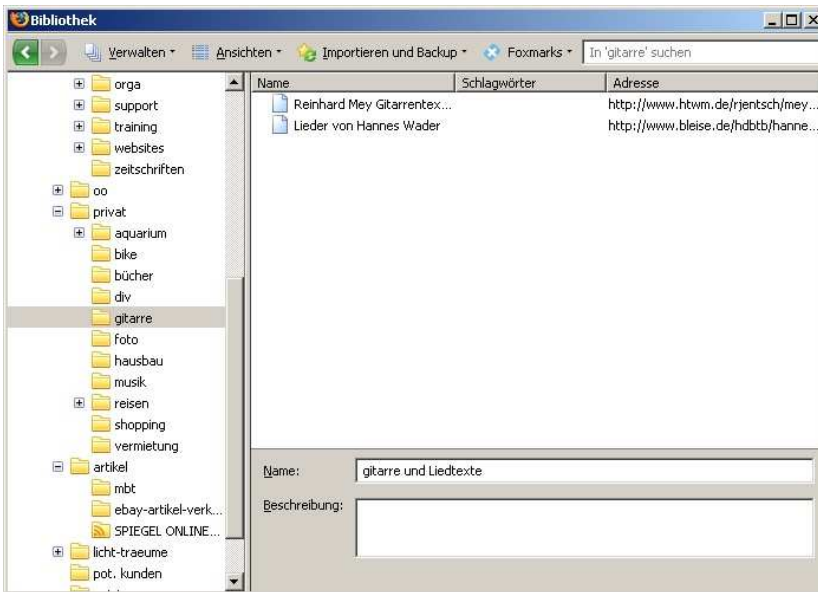 Bibliothek
Verwalten Ansichten Importieren und Backup Foxmarks In 'gitarre' suchen
orga
support
training
websites
zeitschriften
oo
privat
aquarium
bike
bücher
div
gitarre
foto
hausbau
musik
reisen
shopping
vermietung
artikel
mbt
ebay-artikel-verk...
SPIEGEL ONLINE...
licht-traeume
pot. kunden
Name Schlagwörter Adresse
Reinhard Mey Gitarrentex... http://www.htwm.de/rjentsch/mey...
Lieder von Hannes Wader http://www.bleise.de/hdbtb/hanne...
Name: gitarre und Liedtexte
Beschreibung: